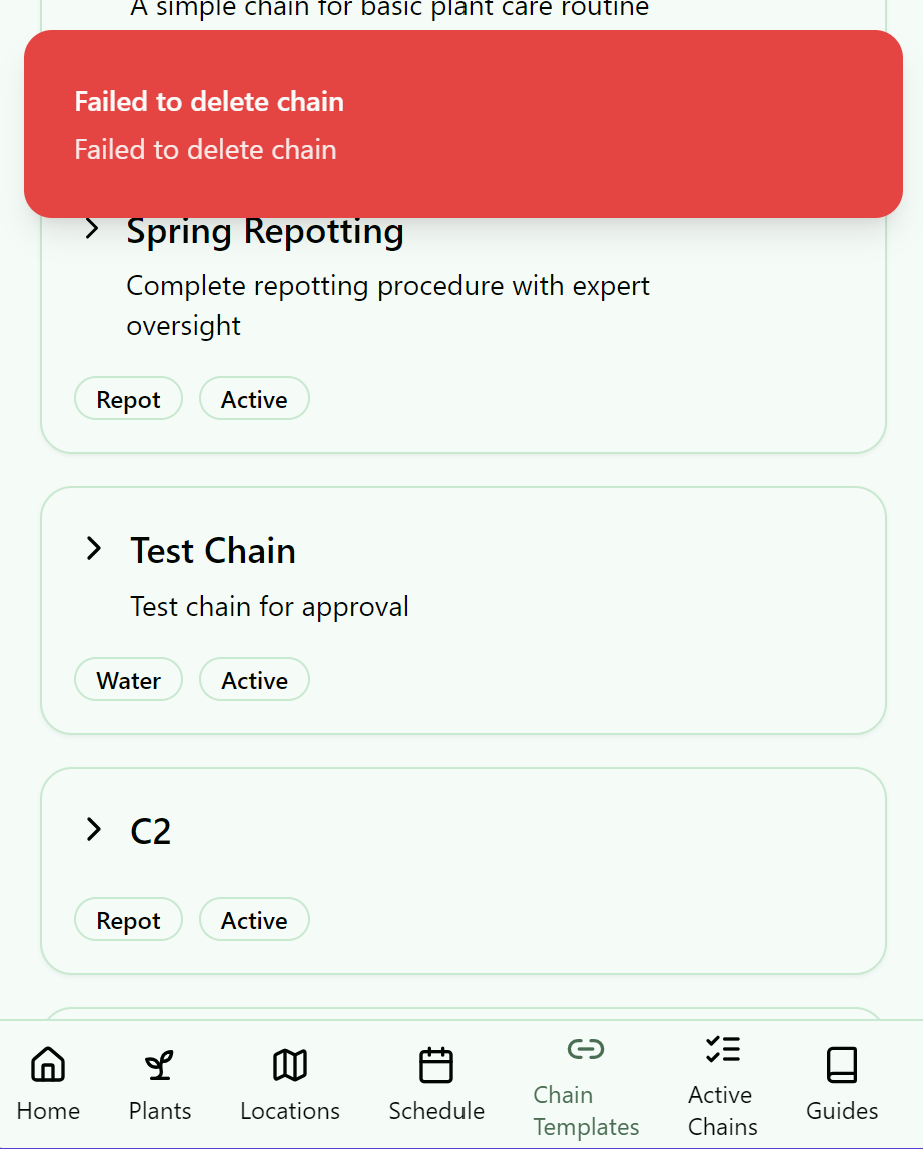 A simple chain for basic plant care routine
Failed to delete chain
Failed to delete chain
Spring Repotting
Complete repotting procedure with expert
oversight
Repot
Active
Test Chain
Test chain for approval
Water
Active
C2
Repot
Active
Home
Plants
Locations
Schedule
Chain
Templates
Active
Chains
Guides